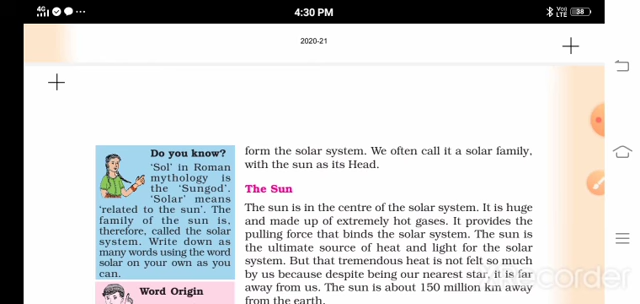 4G
4:30 PM
Vo))
LTE
38
2020-21
Do you know?
'Sol' in Roman
mythology is
the 'Sungod'.
'Solar' means
'related to the sun'. The
family of the sun is,
therefore, called the solar
system. Write down as
many words using the word
solar on your own as you
can.
Word Origin
form the solar system. We often call it a solar family,
with the sun as its Head.
The Sun
The sun is in the centre of the solar system. It is huge
and made up of extremely hot gases. It provides the
pulling force that binds the solar system. The sun is
the ultimate source of heat and light for the solar
system. But that tremendous heat is not felt so much
by us because despite being our nearest star, it is far
away from us. The sun is about 150 million km away
from the earth.
VideoRecorder